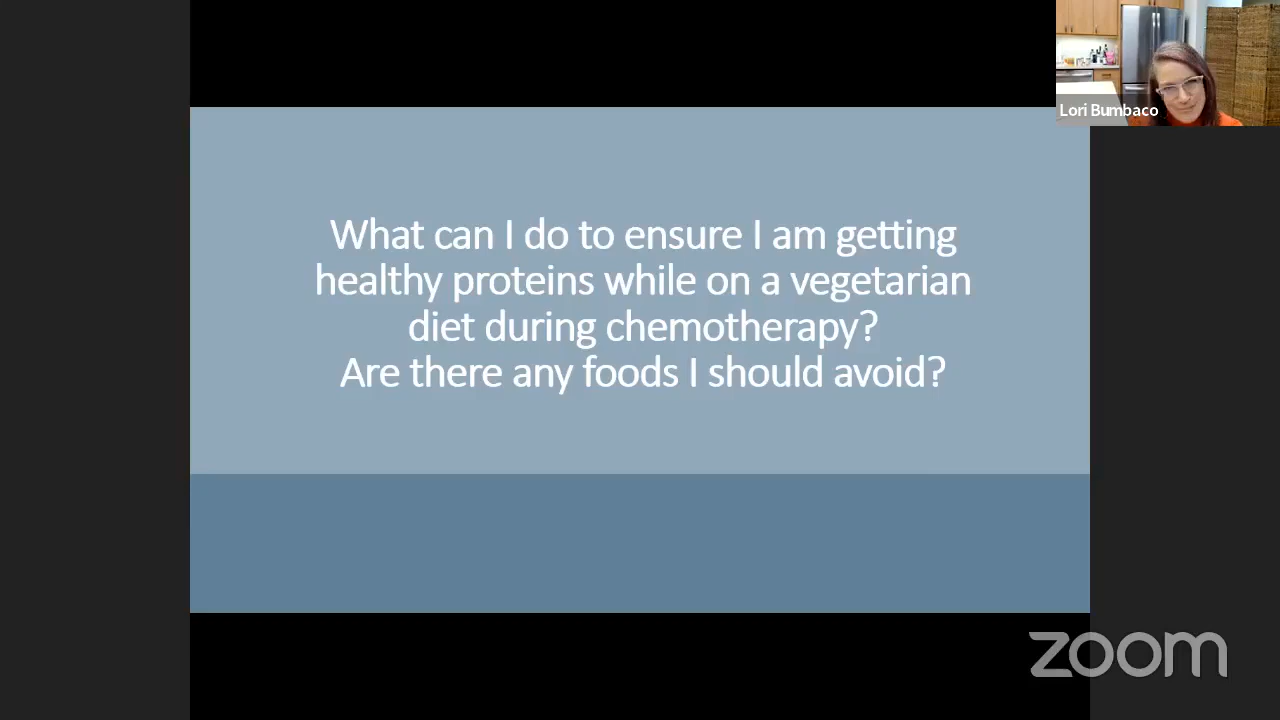 Lori Bumbaco
What can I do to ensure I am getting
healthy proteins while on a vegetarian
diet during chemotherapy?
Are there any foods I should avoid?
zoom